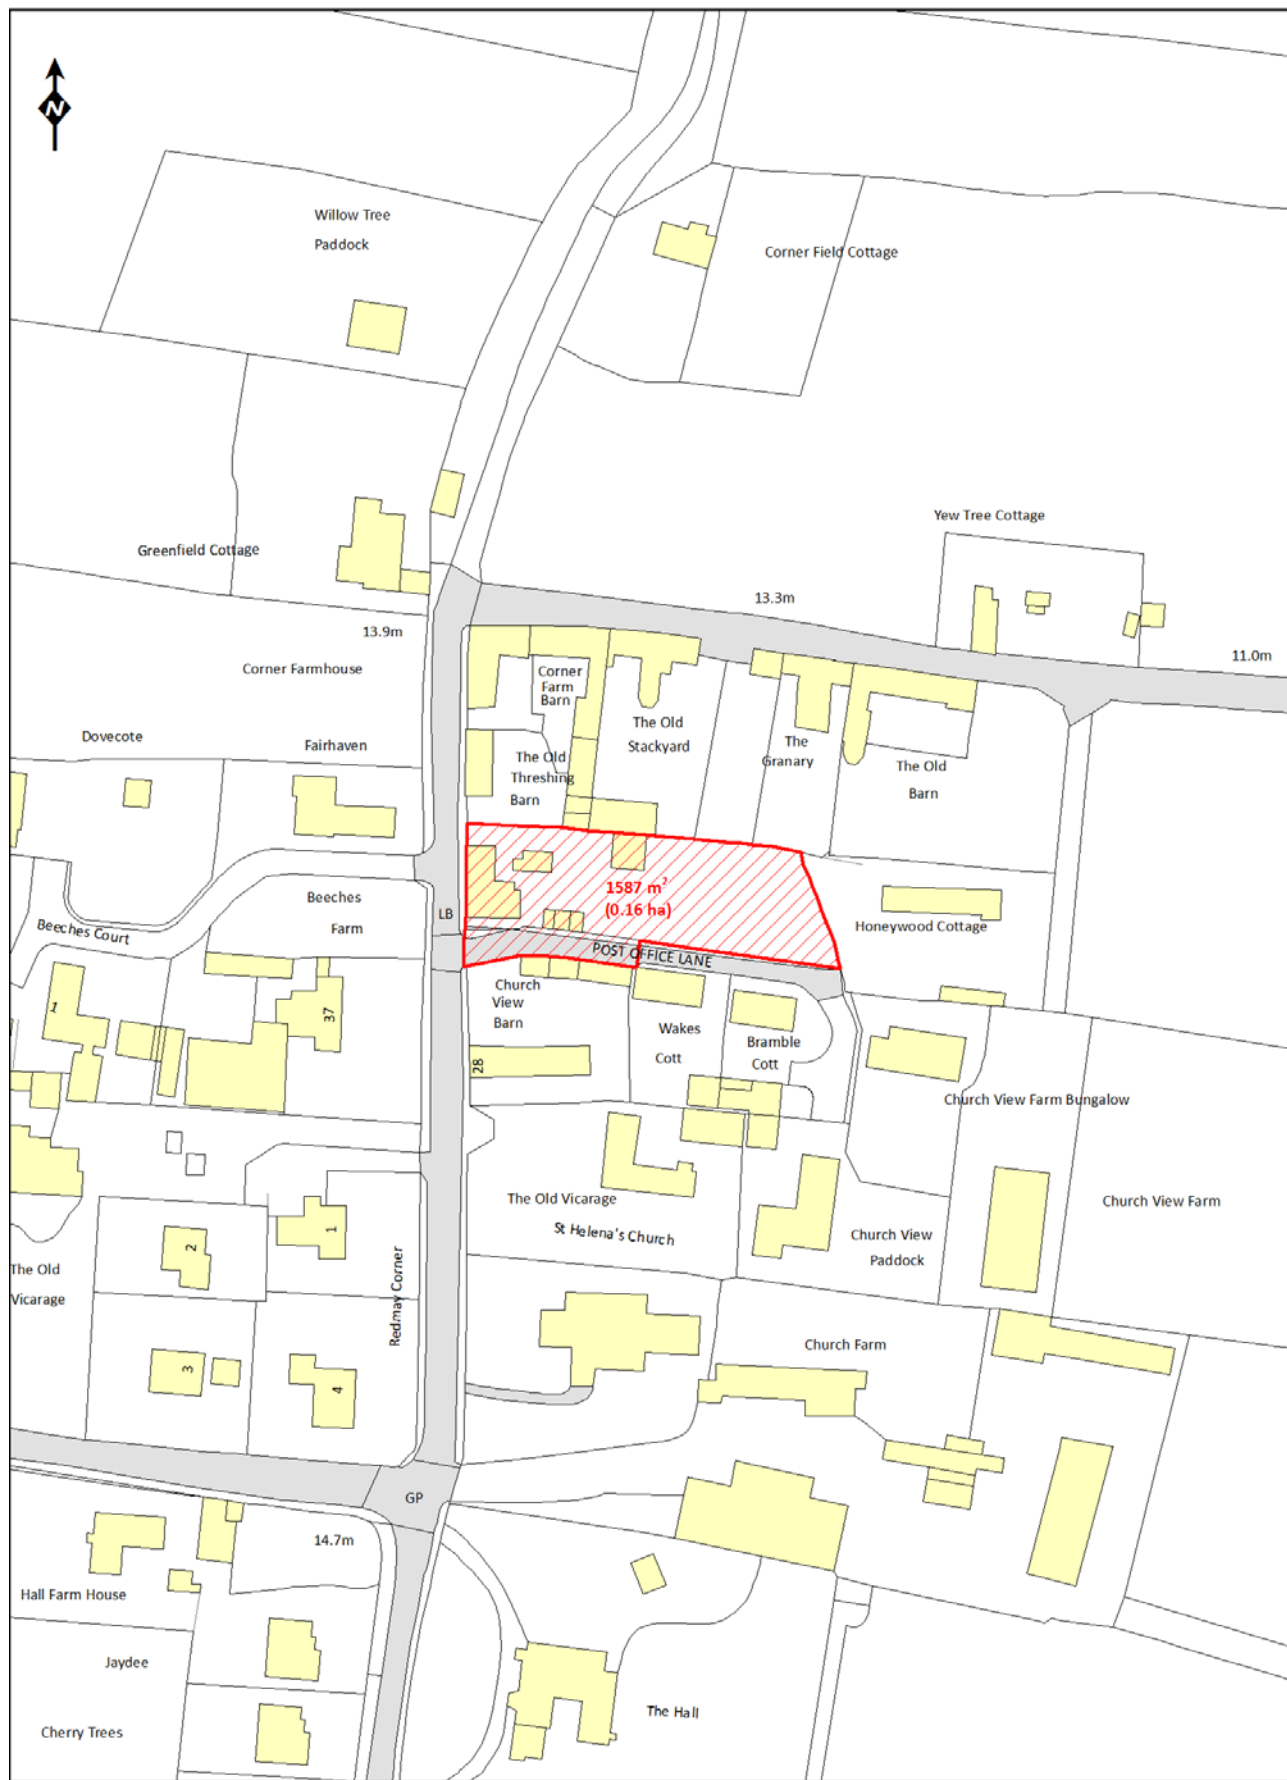 N
Willow Tree
Paddock
Corner Field Cottage
Yew Tree Cottage
Greenfield Cottage
13.3m
13.9m
11.0m
Corner Farmhouse
Corner
Farm
Barn
The Old
Stackyard
Dovecote
Fairhaven
The
Granary
The Old
Threshing
Barn
The Old
Barn
1587 m²
(0.16 ha)
Beeches
Farm
LB
Beeches Court
Honeywood Cottage
POST OFFICE LANE
Church
View
Barn
1
37
Wakes
Cott
Bramble
Cott
28
Church View Farm Bungalow
The Old Vicarage
Church View Farm
St Helena's Church
Church View
Paddock
2
1
The Old
Vicarage
Redmay Corner
Church Farm
3
4
GP
14.7m
Hall Farm House
Jaydee
The Hall
Cherry Trees